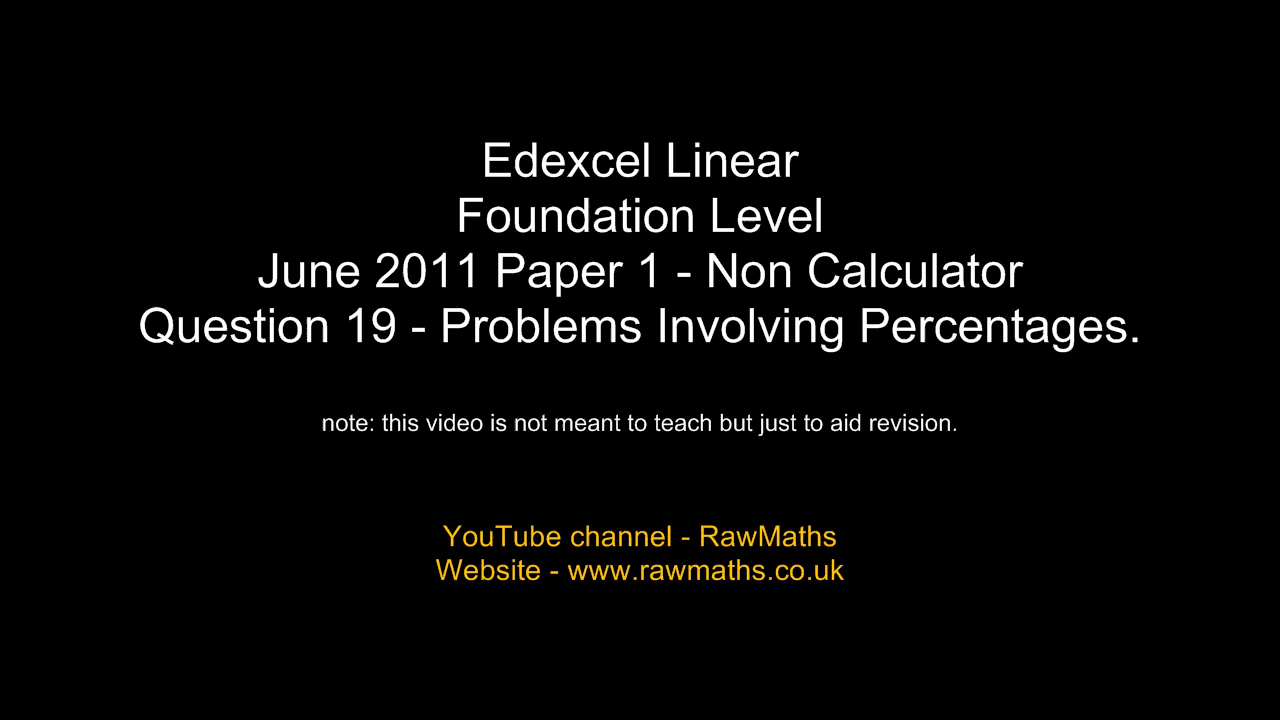 Edexcel Linear
Foundation Level
June 2011 Paper 1 - Non Calculator
Question 19 - Problems Involving Percentages.
note: this video is not meant to teach but just to aid revision.
YouTube channel - RawMaths
Website - www.rawmaths.co.uk